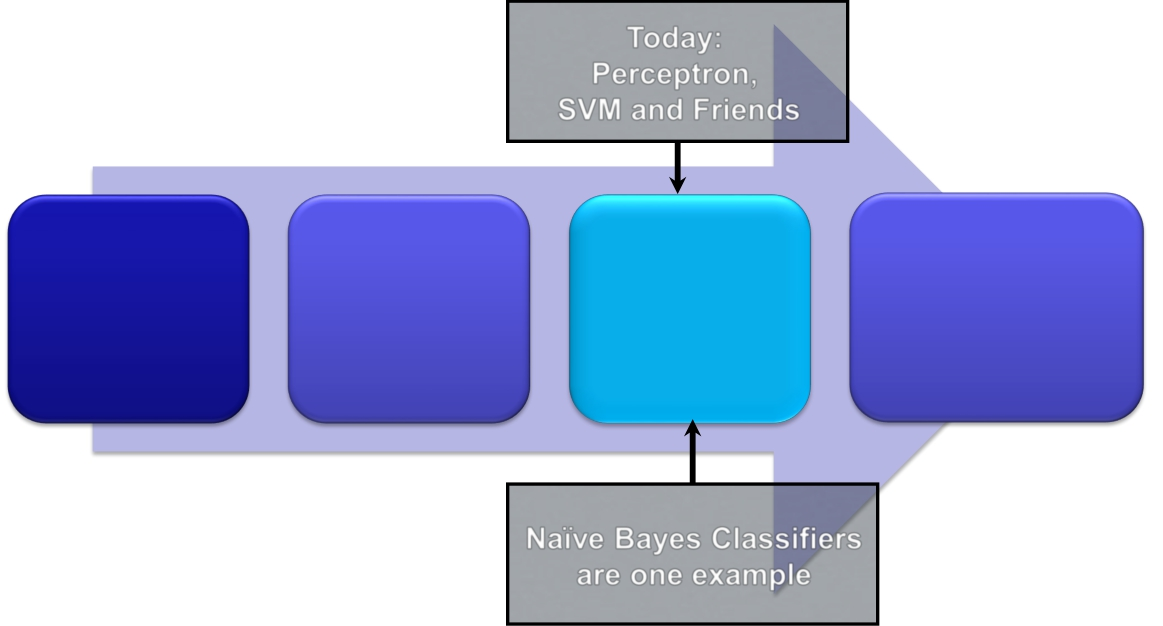 Today:
Perceptron,
SVM and Friends
Naïve Bayes Classifiers
are one example